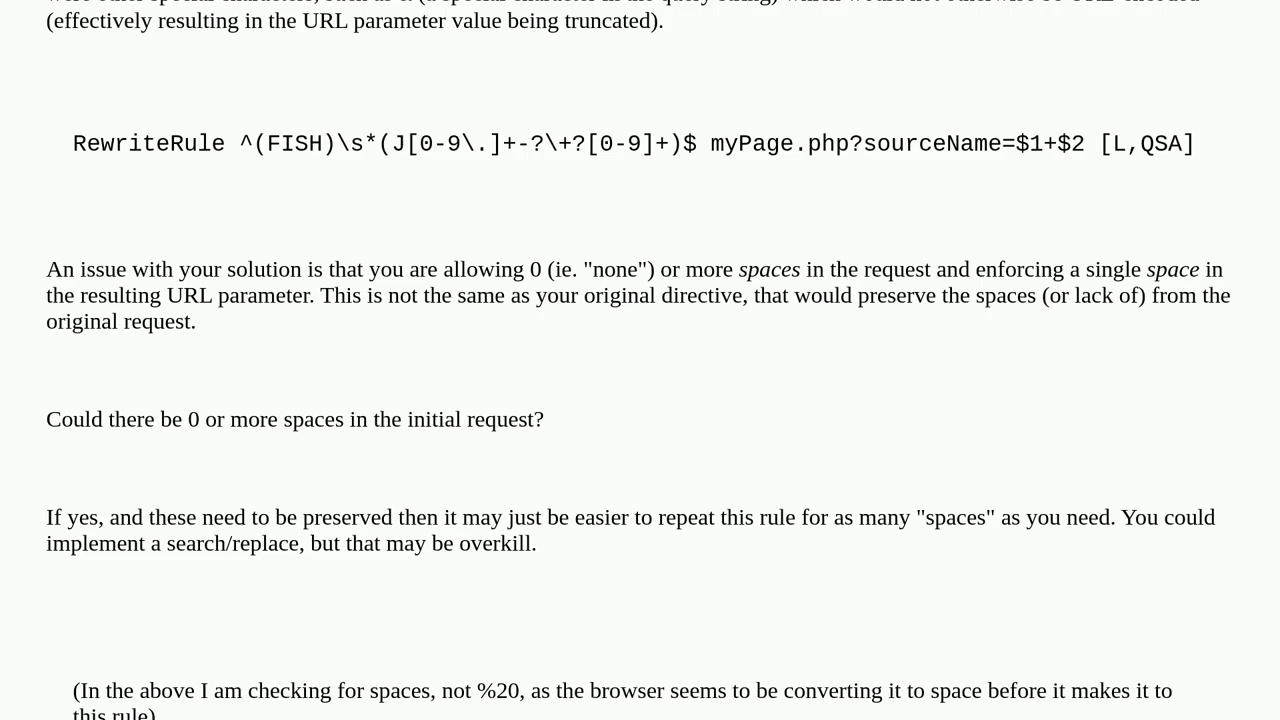 (effectively resulting in the URL parameter value being truncated).
RewriteRule ^(FISH)\s*(J[0-9\.]+-?\+?[0-9]+)$ myPage.php?sourceName=$1+$2 [L,QSA]
An issue with your solution is that you are allowing 0 (ie. "none") or more spaces in the request and enforcing a single space in
the resulting URL parameter. This is not the same as your original directive, that would preserve the spaces (or lack of) from the
original request.
Could there be 0 or more spaces in the initial request?
If yes, and these need to be preserved then it may just be easier to repeat this rule for as many "spaces" as you need. You could
implement a search/replace, but that may be overkill.
(In the above I am checking for spaces, not %20, as the browser seems to be converting it to space before it makes it to
this rule)